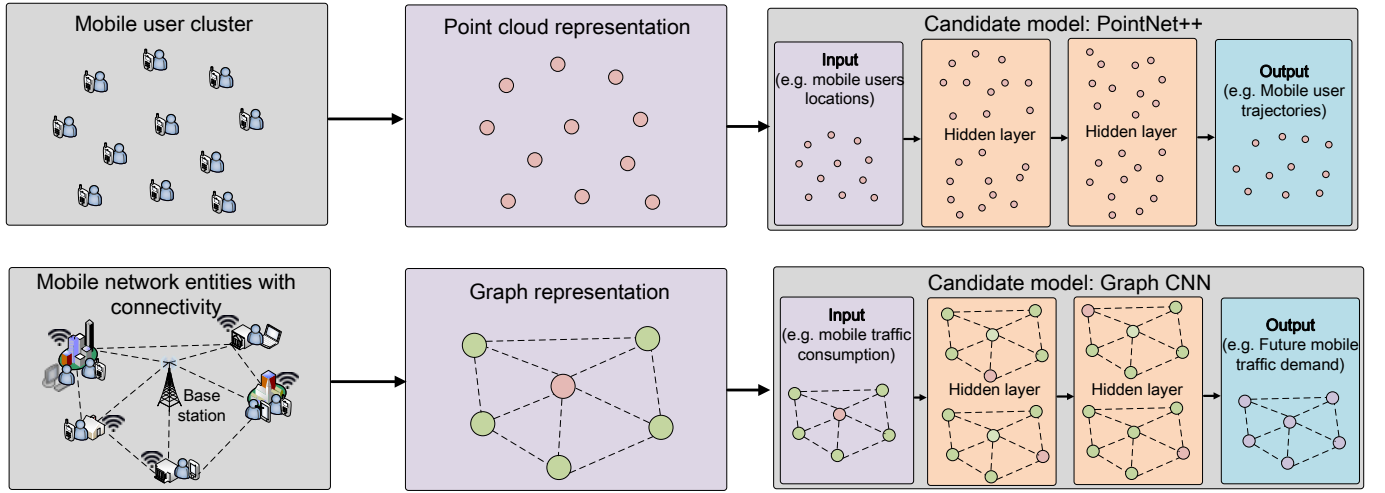 Mobile user cluster
Point cloud representation
Candidate model: PointNet++
Input
(e.g. mobile users
locations)
Hidden layer
Hidden layer
Output
(e.g. Mobile user
trajectories)
Mobile network entities with
connectivity
Base
station
Graph representation
Candidate model: Graph CNN
Input
(e.g. mobile traffic
consumption)
Hidden layer
Hidden layer
Output
(e.g. Future mobile
traffic demand)